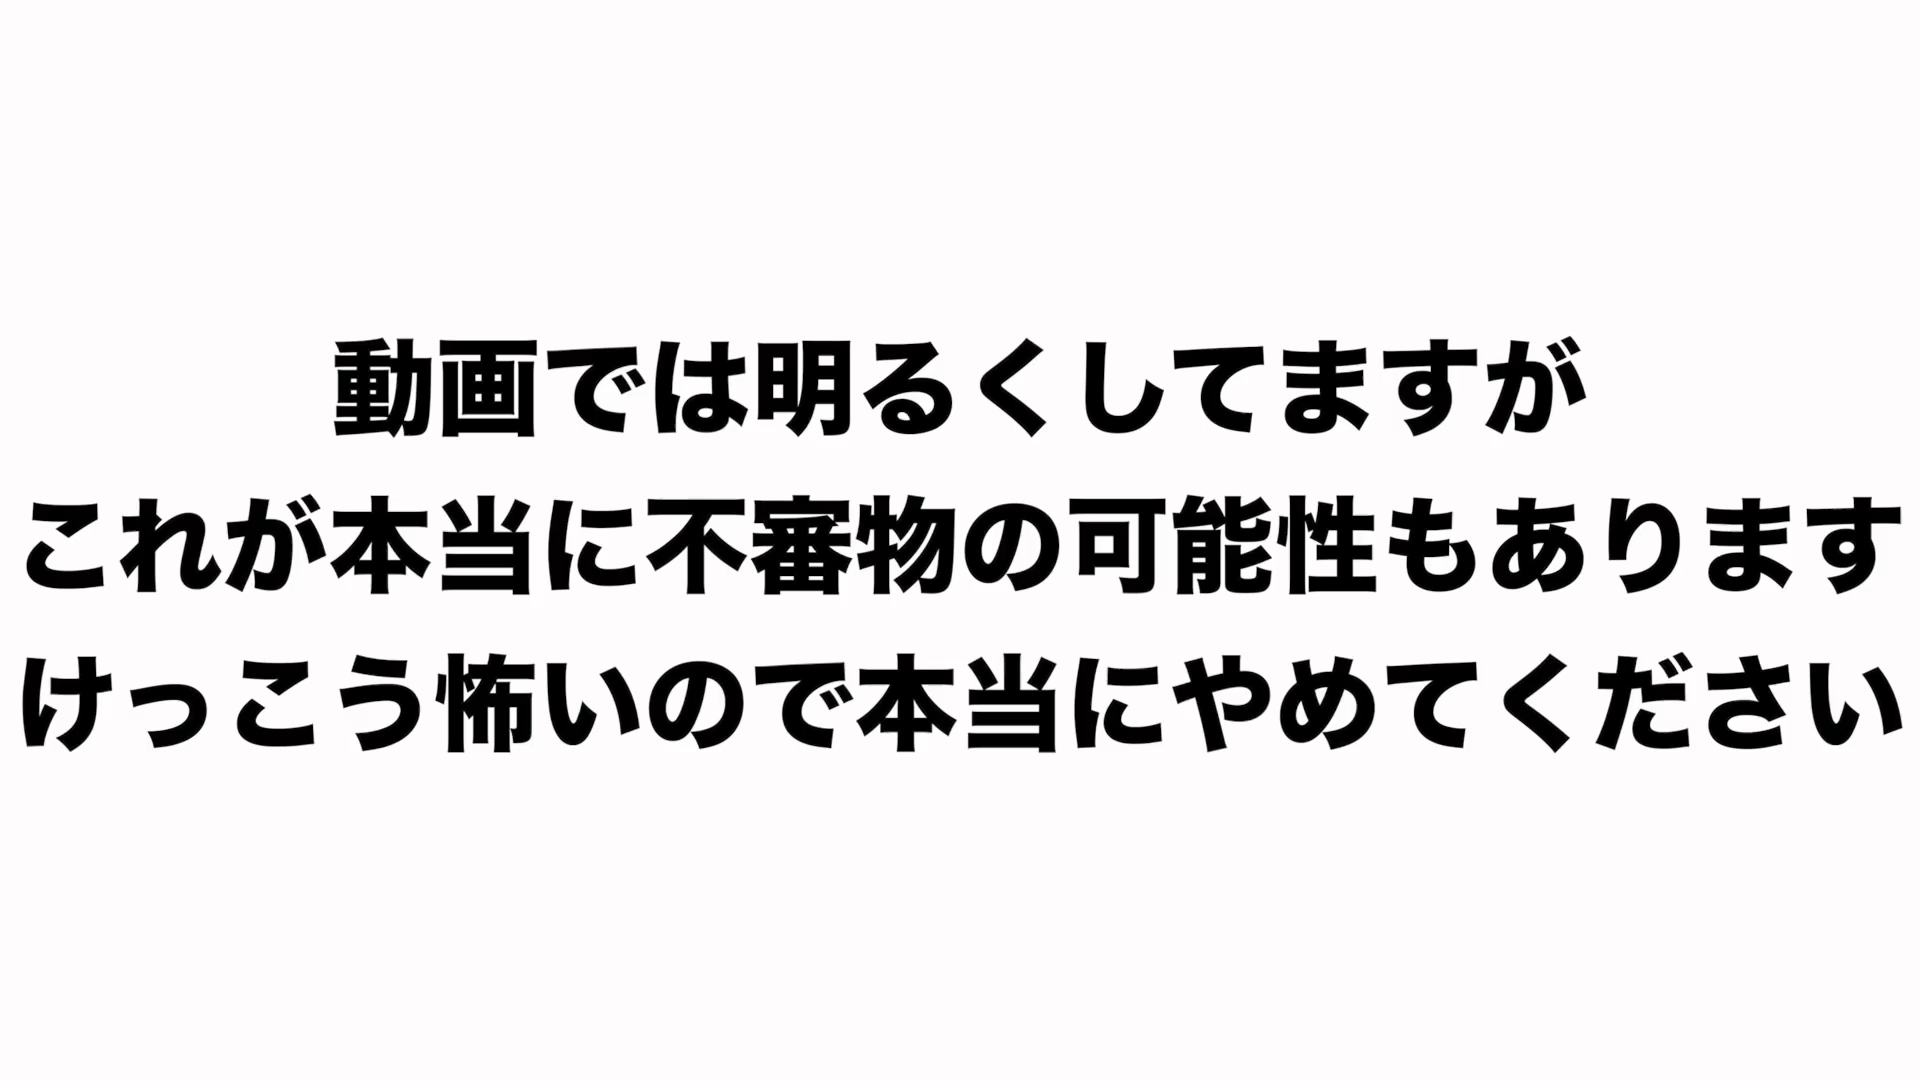 動画では明るくしてますが
これが本当に不審物の可能性もあります
けっこう怖いので本当にやめてください